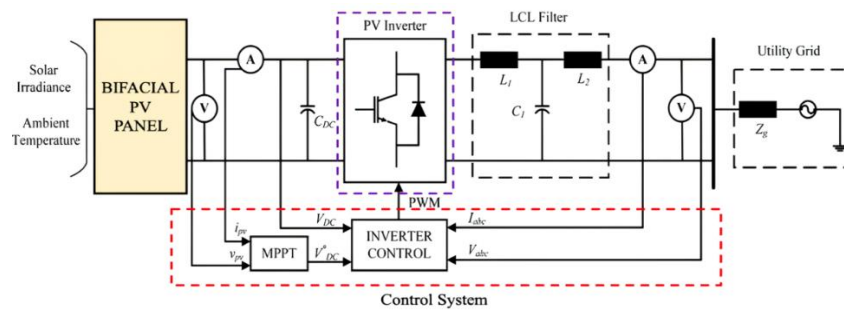 PV Inverter
LCL Filter
Utility Grid
Solar
Irradiance
Ambient
Temperature
BIFACIAL
PV
PANEL
A
V
C_DC
L_1
L_2
C_1
A
V
Z_g
PWM
i_pv
v_pv
MPPT
V_DC
V*_DC
INVERTER
CONTROL
I_abc
V_abc
Control System